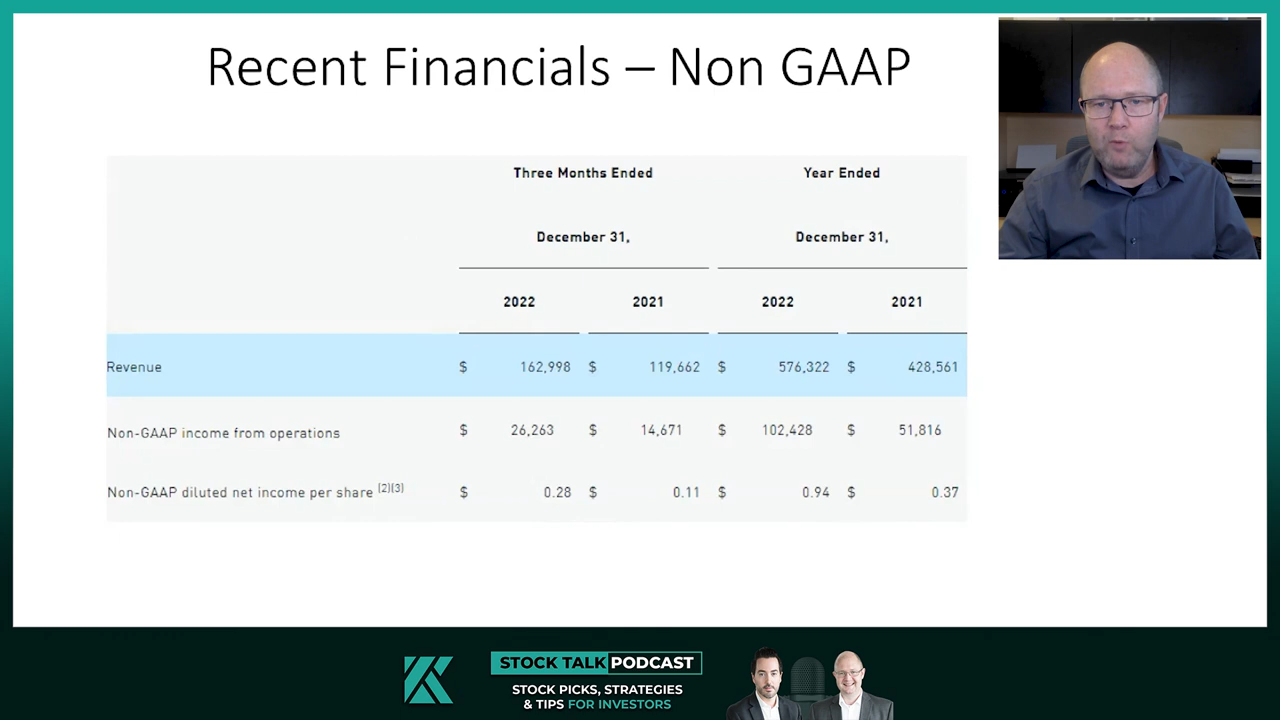 Recent Financials – Non GAAP
Three Months Ended Year Ended
December 31, December 31,
2022 2021 2022 2021
Revenue $ 162,998 $ 119,662 $ 576,322 $ 428,561
Non-GAAP income from operations $ 26,263 $ 14,671 $ 102,428 $ 51,816
Non-GAAP diluted net income per share [2](3) $ 0.28 $ 0.11 $ 0.94 $ 0.37
STOCK TALK PODCAST
STOCK PICKS, STRATEGIES
& TIPS FOR INVESTORS